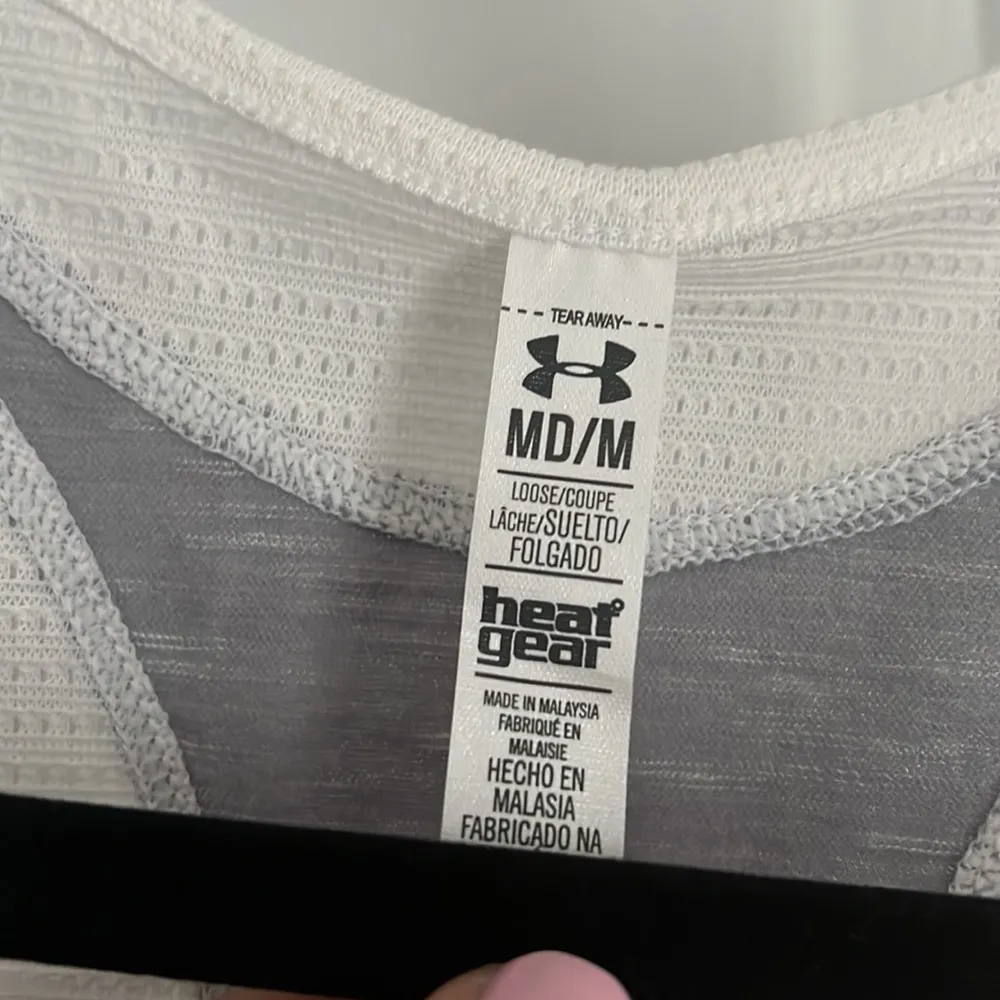 TEAR AWAY
MD/M
LOOSE/COUPE
LÂCHE/SUELTO/
FOLGADO
heat
gear
MADE IN MALAYSIA
FABRIQUÉ EN
MALAISIE
HECHO EN
MALASIA
FABRICADO NA